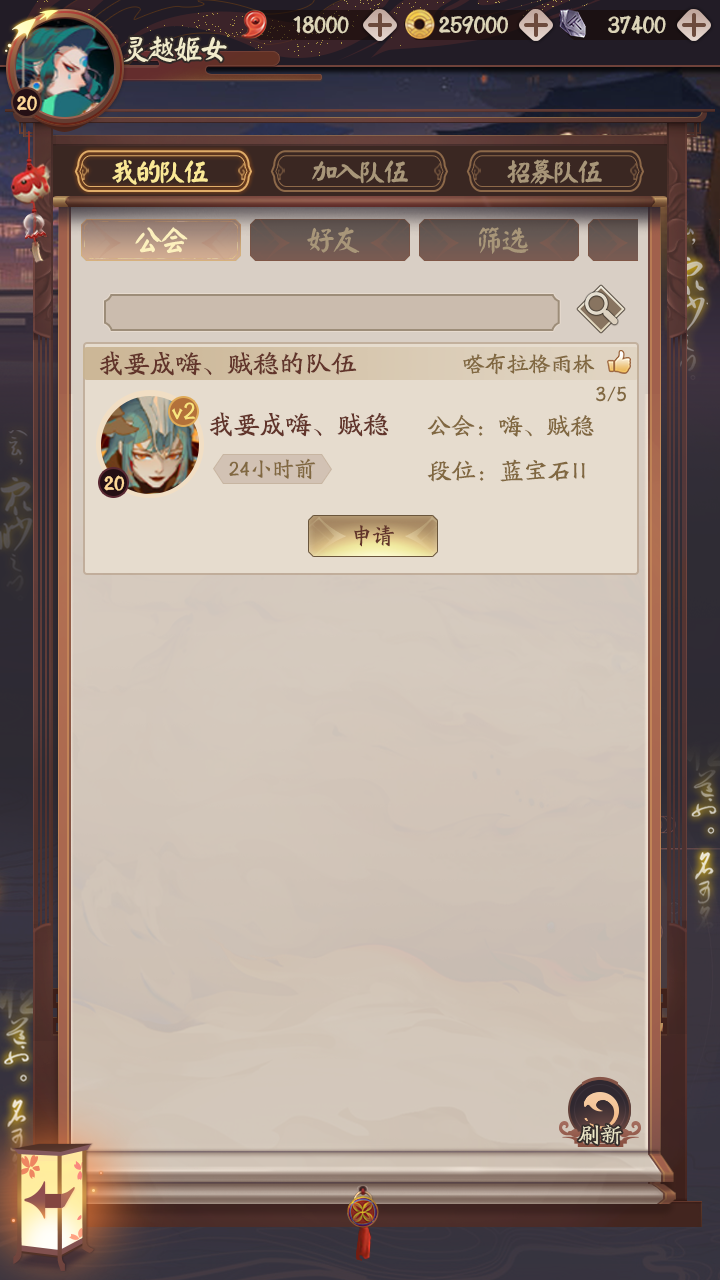 18000
259000
37400
灵越姬女
20
我的队伍
加入队伍
招募队伍
公会
好友
筛选
我要成嗨、贼稳的队伍
嗒布拉格雨林
3/5
v2
我要成嗨、贼稳
公会：嗨、贼稳
20
24小时前
段位：蓝宝石II
申请
刷新